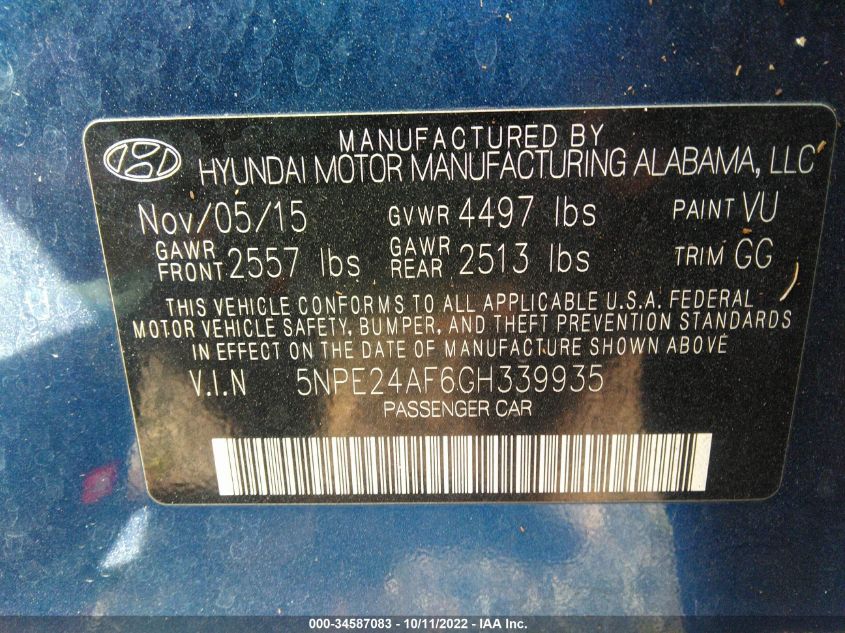 MANUFACTURED BY
HYUNDAI MOTOR MANUFACTURING ALABAMA, LLC
Nov/05/15 GVWR 4497 lbs PAINT VU
GAWR FRONT 2557 lbs GAWR REAR 2513 lbs TRIM GG
THIS VEHICLE CONFORMS TO ALL APPLICABLE U.S.A. FEDERAL
MOTOR VEHICLE SAFETY, BUMPER, AND THEFT PREVENTION STANDARDS
IN EFFECT ON THE DATE OF MANUFACTURE SHOWN ABOVE
V.I.N 5NPE24AF6GH339935
PASSENGER CAR
000-34587083 - 10/11/2022 - IAA Inc.